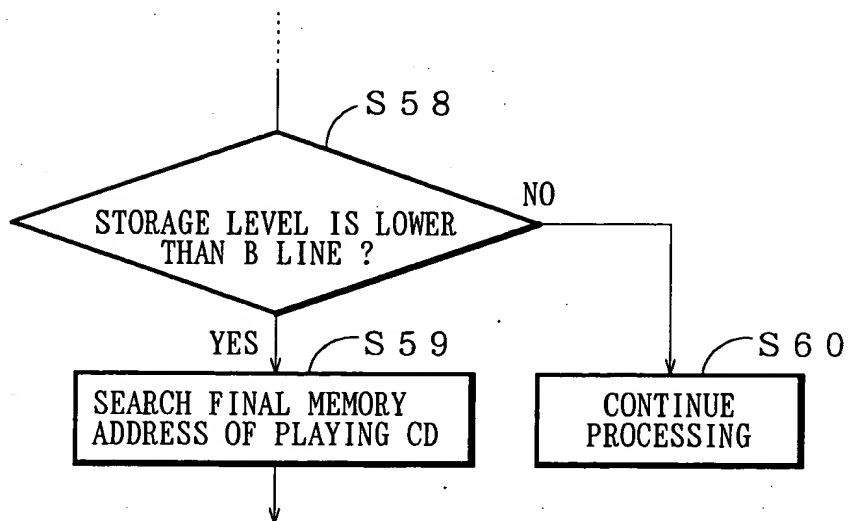 S58
STORAGE LEVEL IS LOWER
THAN B LINE ?
NO
YES
S59
SEARCH FINAL MEMORY
ADDRESS OF PLAYING CD
S60
CONTINUE
PROCESSING